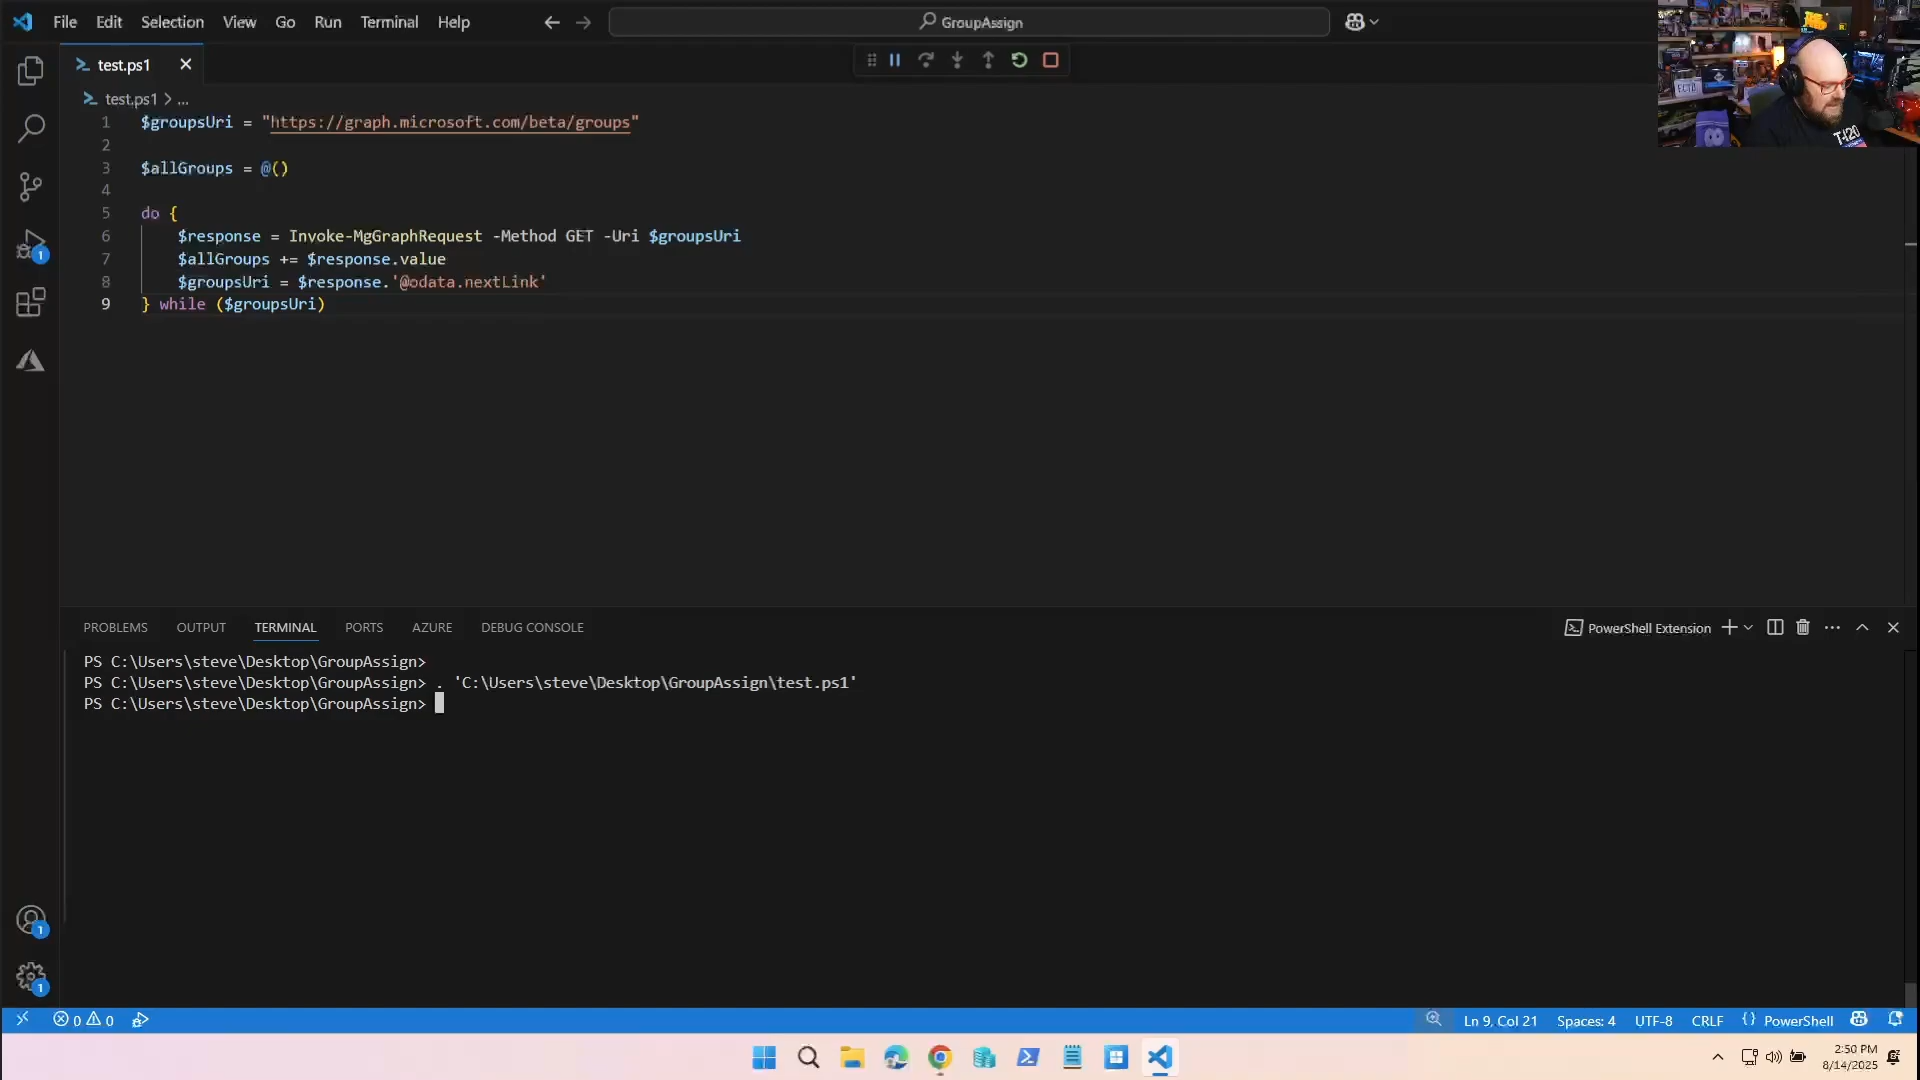 File Edit Selection View Go Run Terminal Help
GroupAssign
test.ps1
test.ps1 > ...
1 $groupsUri = "https://graph.microsoft.com/beta/groups"
2
3 $allGroups = @()
4
5 do {
6 $response = Invoke-MgGraphRequest -Method GET -Uri $groupsUri
7 $allGroups += $response.value
8 $groupsUri = $response.'@odata.nextLink'
9 } while ($groupsUri)
PROBLEMS OUTPUT TERMINAL PORTS AZURE DEBUG CONSOLE
PowerShell Extension
PS C:\Users\steve\Desktop\GroupAssign>
PS C:\Users\steve\Desktop\GroupAssign> . 'C:\Users\steve\Desktop\GroupAssign\test.ps1'
PS C:\Users\steve\Desktop\GroupAssign>
1
1
1
0 0
Ln 9, Col 21 Spaces: 4 UTF-8 CRLF {} PowerShell
2:50 PM
8/14/2025